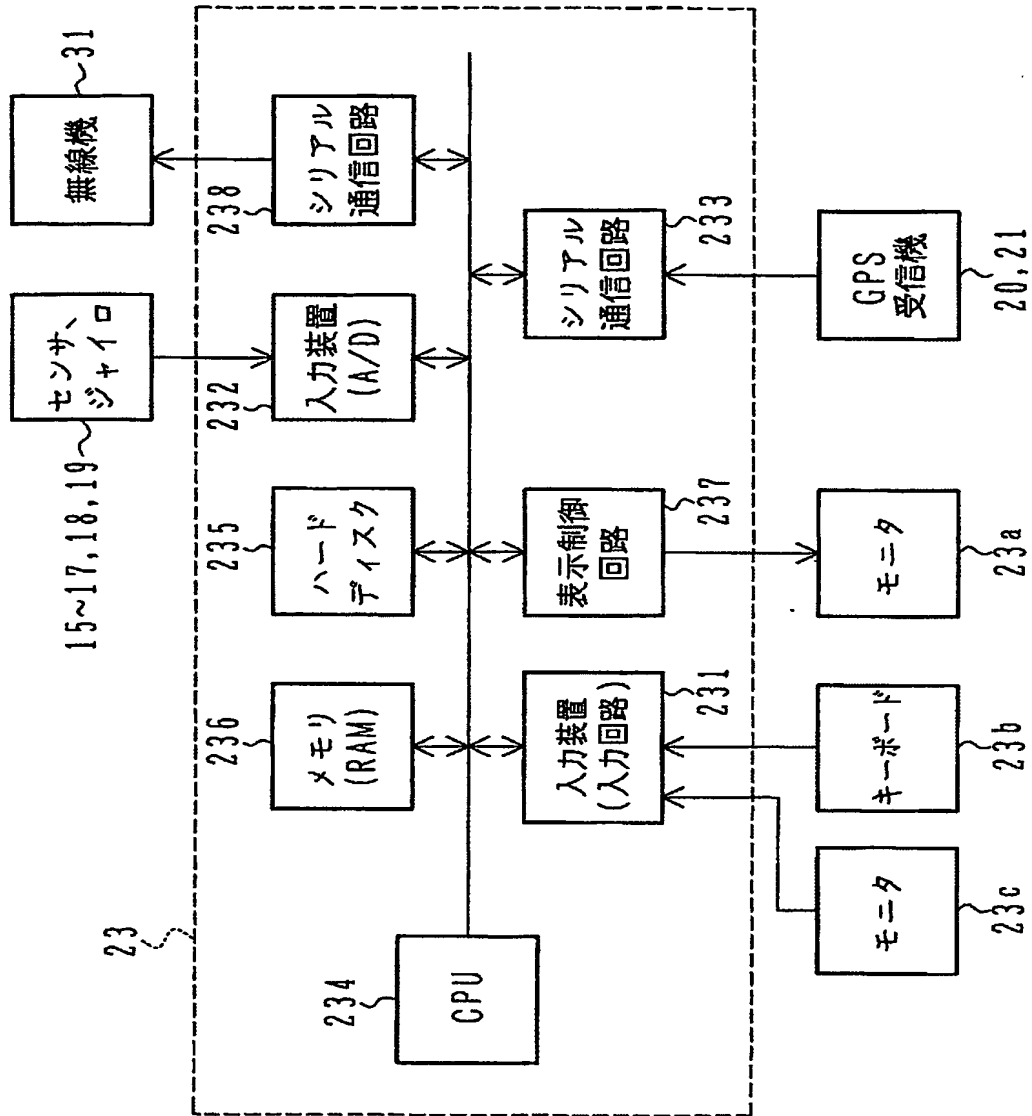 15~17,18,19
センサ、
ジャイロ
無線機
31
23
236
メモリ
(RAM)
235
ハード
ディスク
232
入力装置
(A/D)
238
シリアル
通信回路
234
CPU
入力装置
(入力回路)
231
表示制御
回路
237
シリアル
通信回路
233
モニタ
23c
キーボード
23b
モニタ
23a
GPS
受信機
20,21